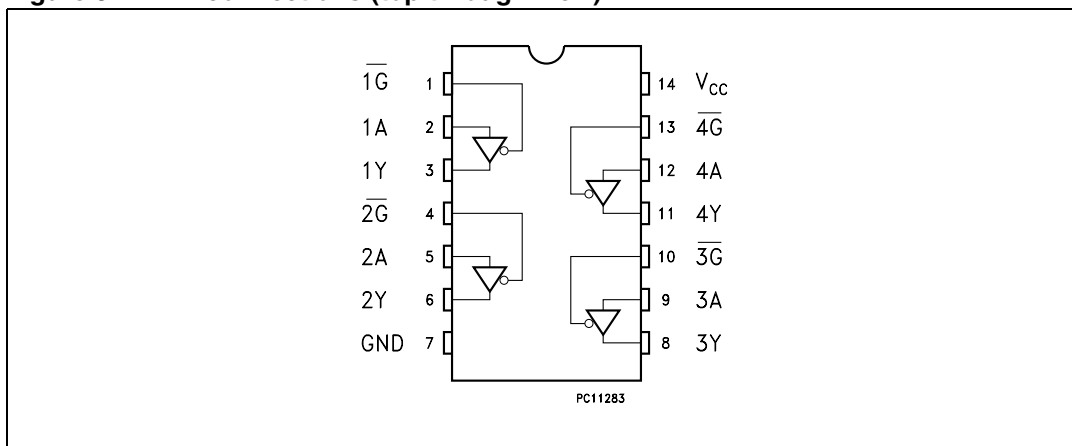 1G̅ 1 14 VCC
1A 2 13 4G̅
1Y 3 12 4A
2G̅ 4 11 4Y
2A 5 10 3G̅
2Y 6 9 3A
GND 7 8 3Y
PC11283